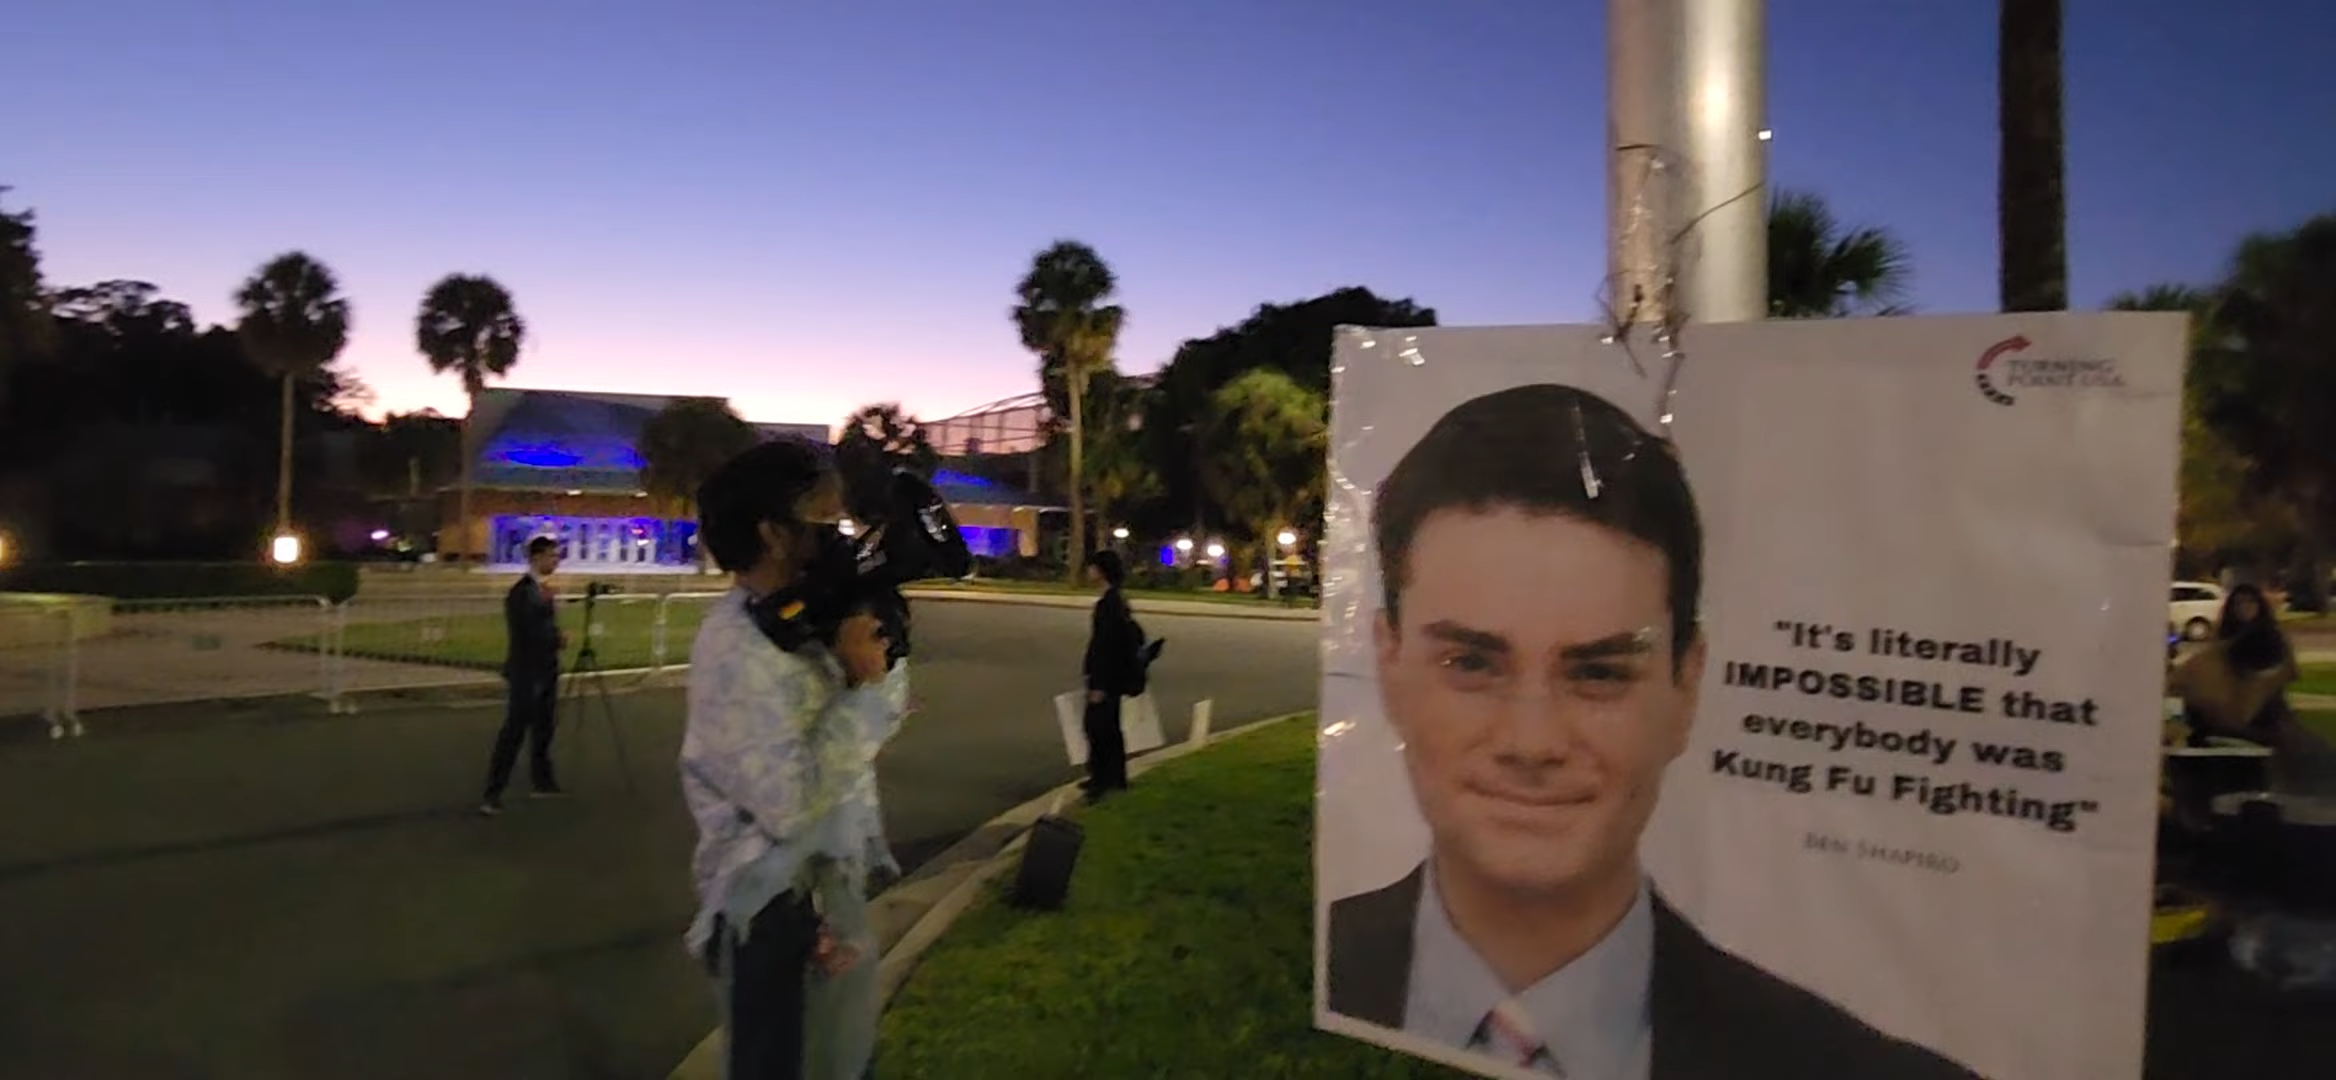 TURNING
POINT USA
"It's literally
IMPOSSIBLE that
everybody was
Kung Fu Fighting"
BEN SHAPIRO